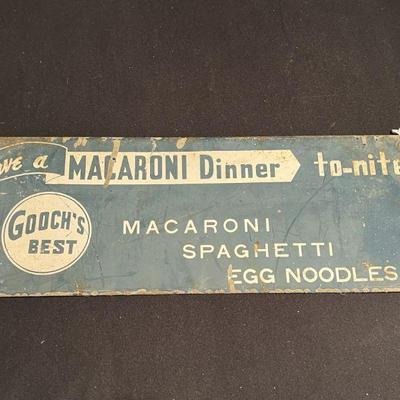 a MACARONI Dinner to-nite
GOOCH'S
BEST
MACARONI
SPAGHETTI
EGG NOODLES